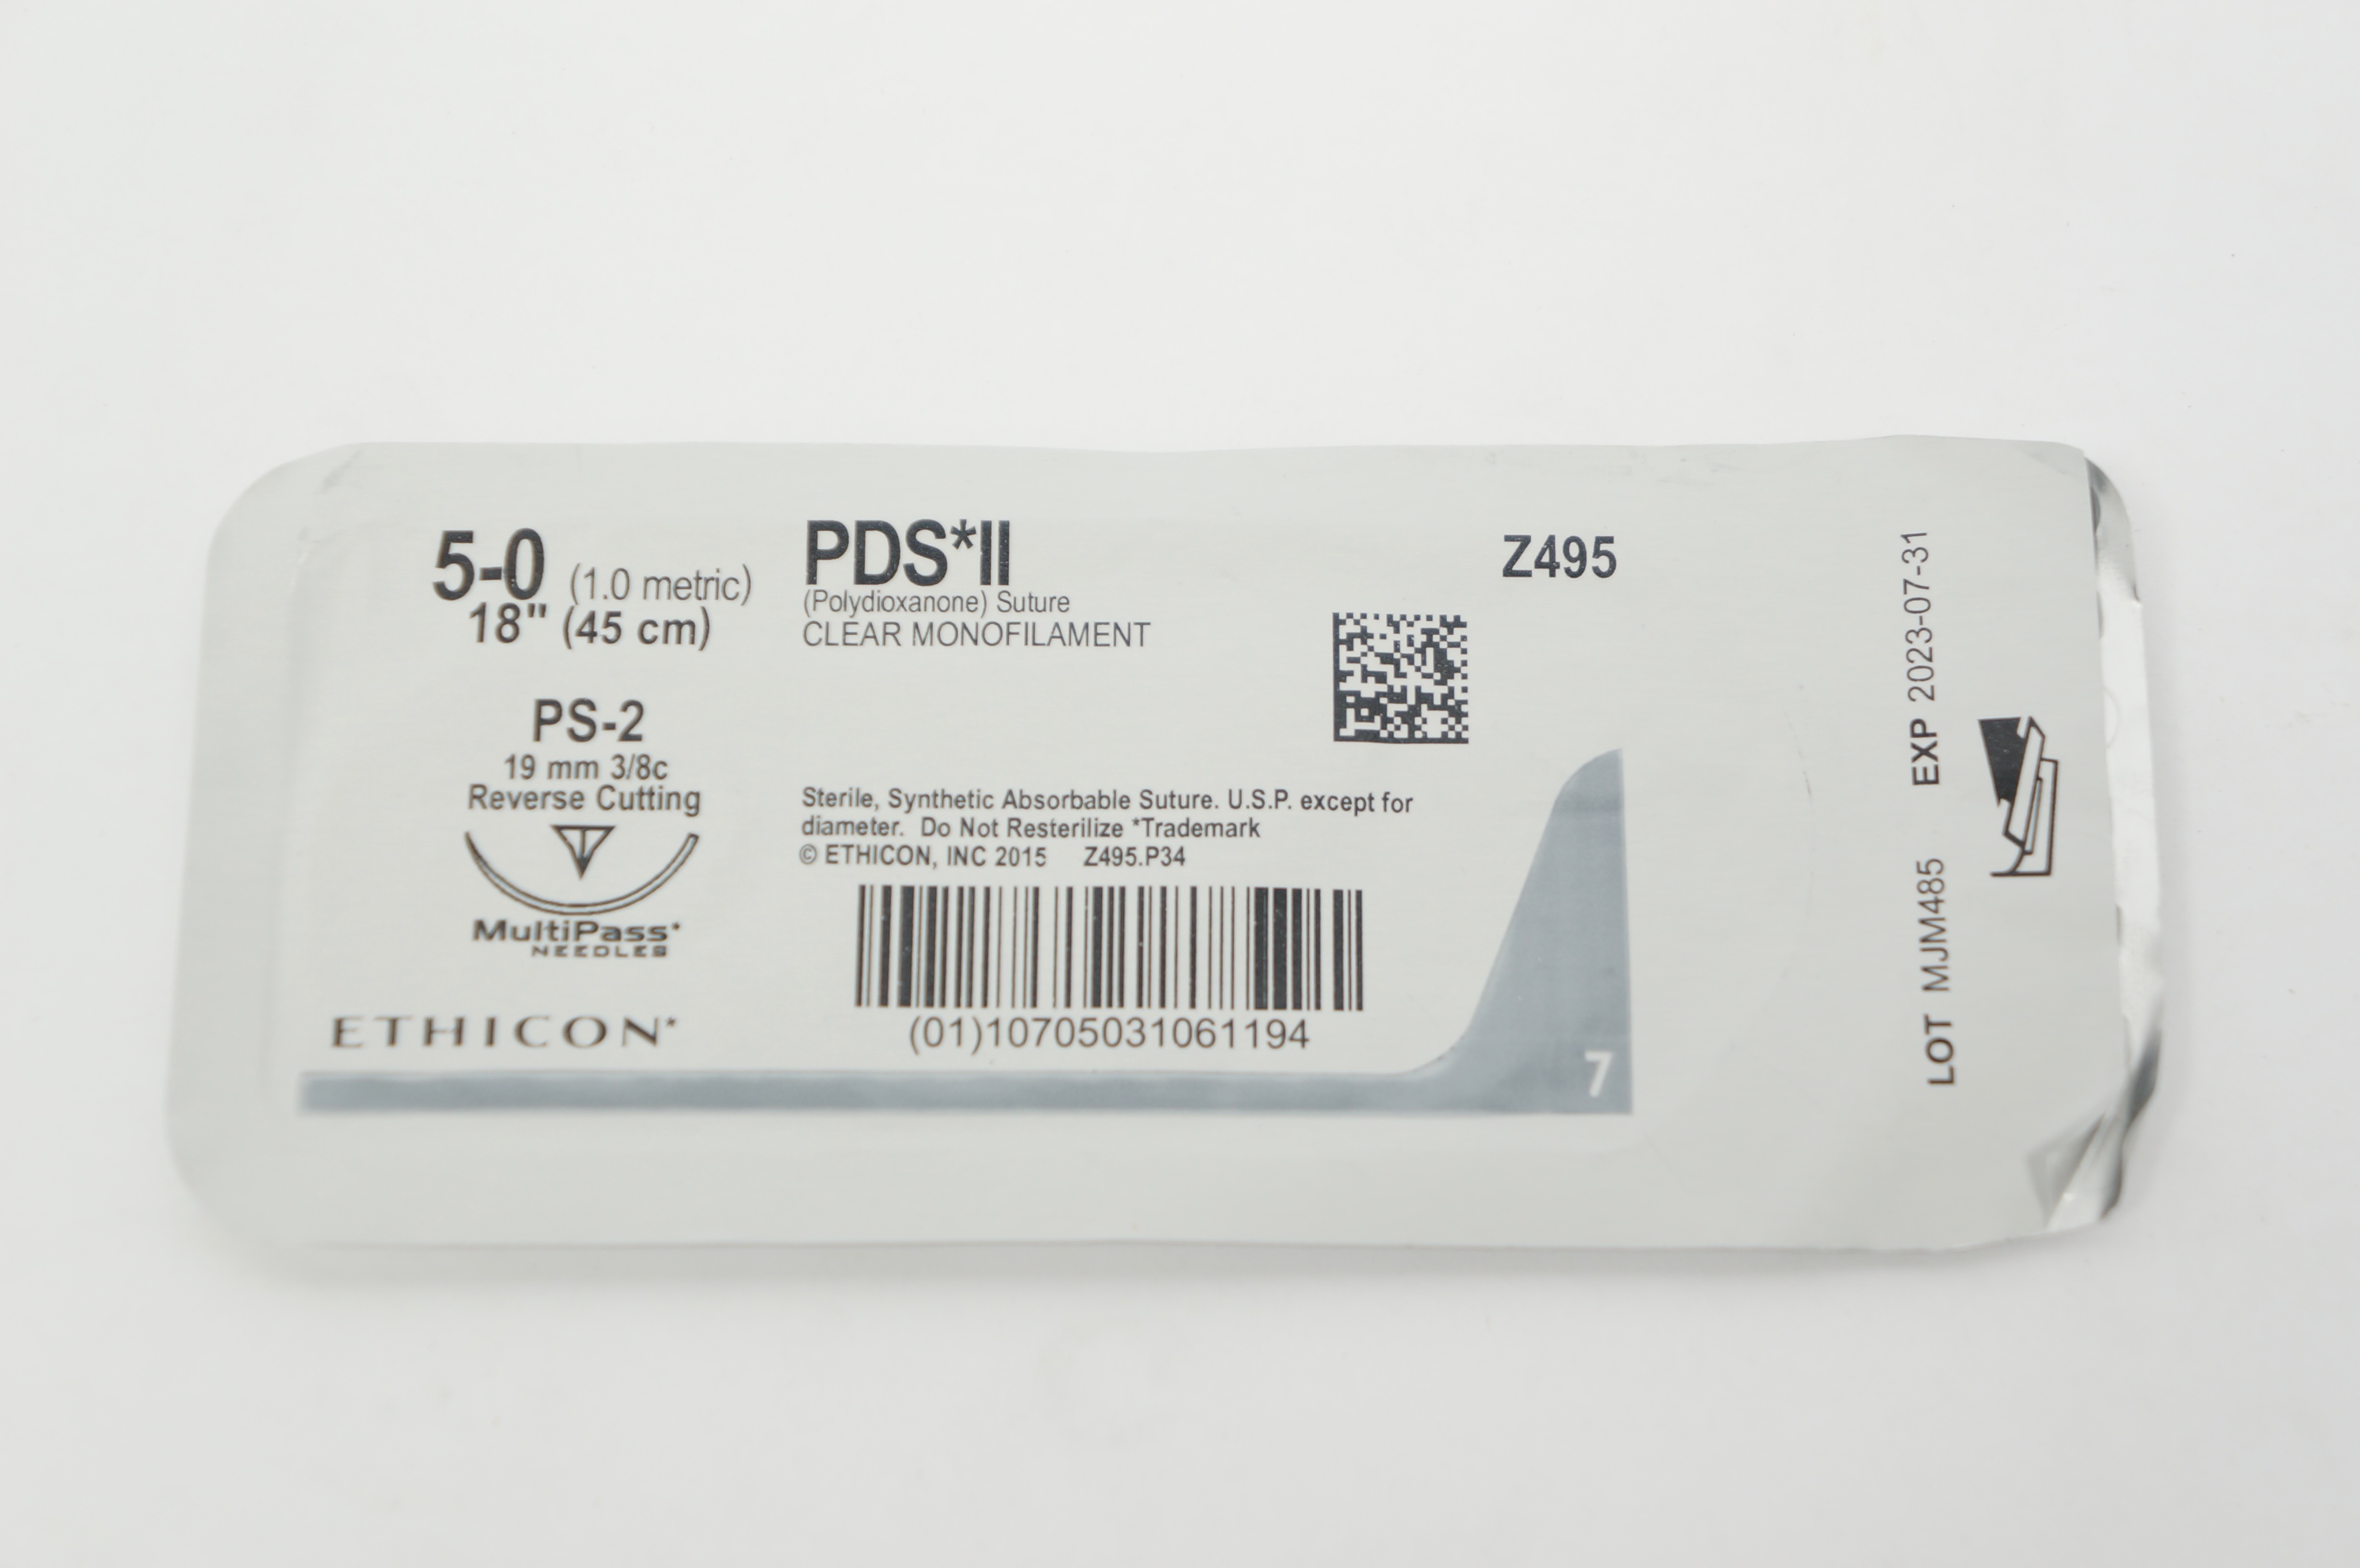 5-0 (1.0 metric)
18" (45 cm)
PS-2
19 mm 3/8c
Reverse Cutting
MultiPass*
NEEDLES
ETHICON*
PDS*II
(Polydioxanone) Suture
CLEAR MONOFILAMENT
Sterile, Synthetic Absorbable Suture. U.S.P. except for
diameter. Do Not Resterilize *Trademark
© ETHICON, INC 2015 Z495.P34
(01)10705031061194
Z495
7
LOT MJM485 EXP 2023-07-31